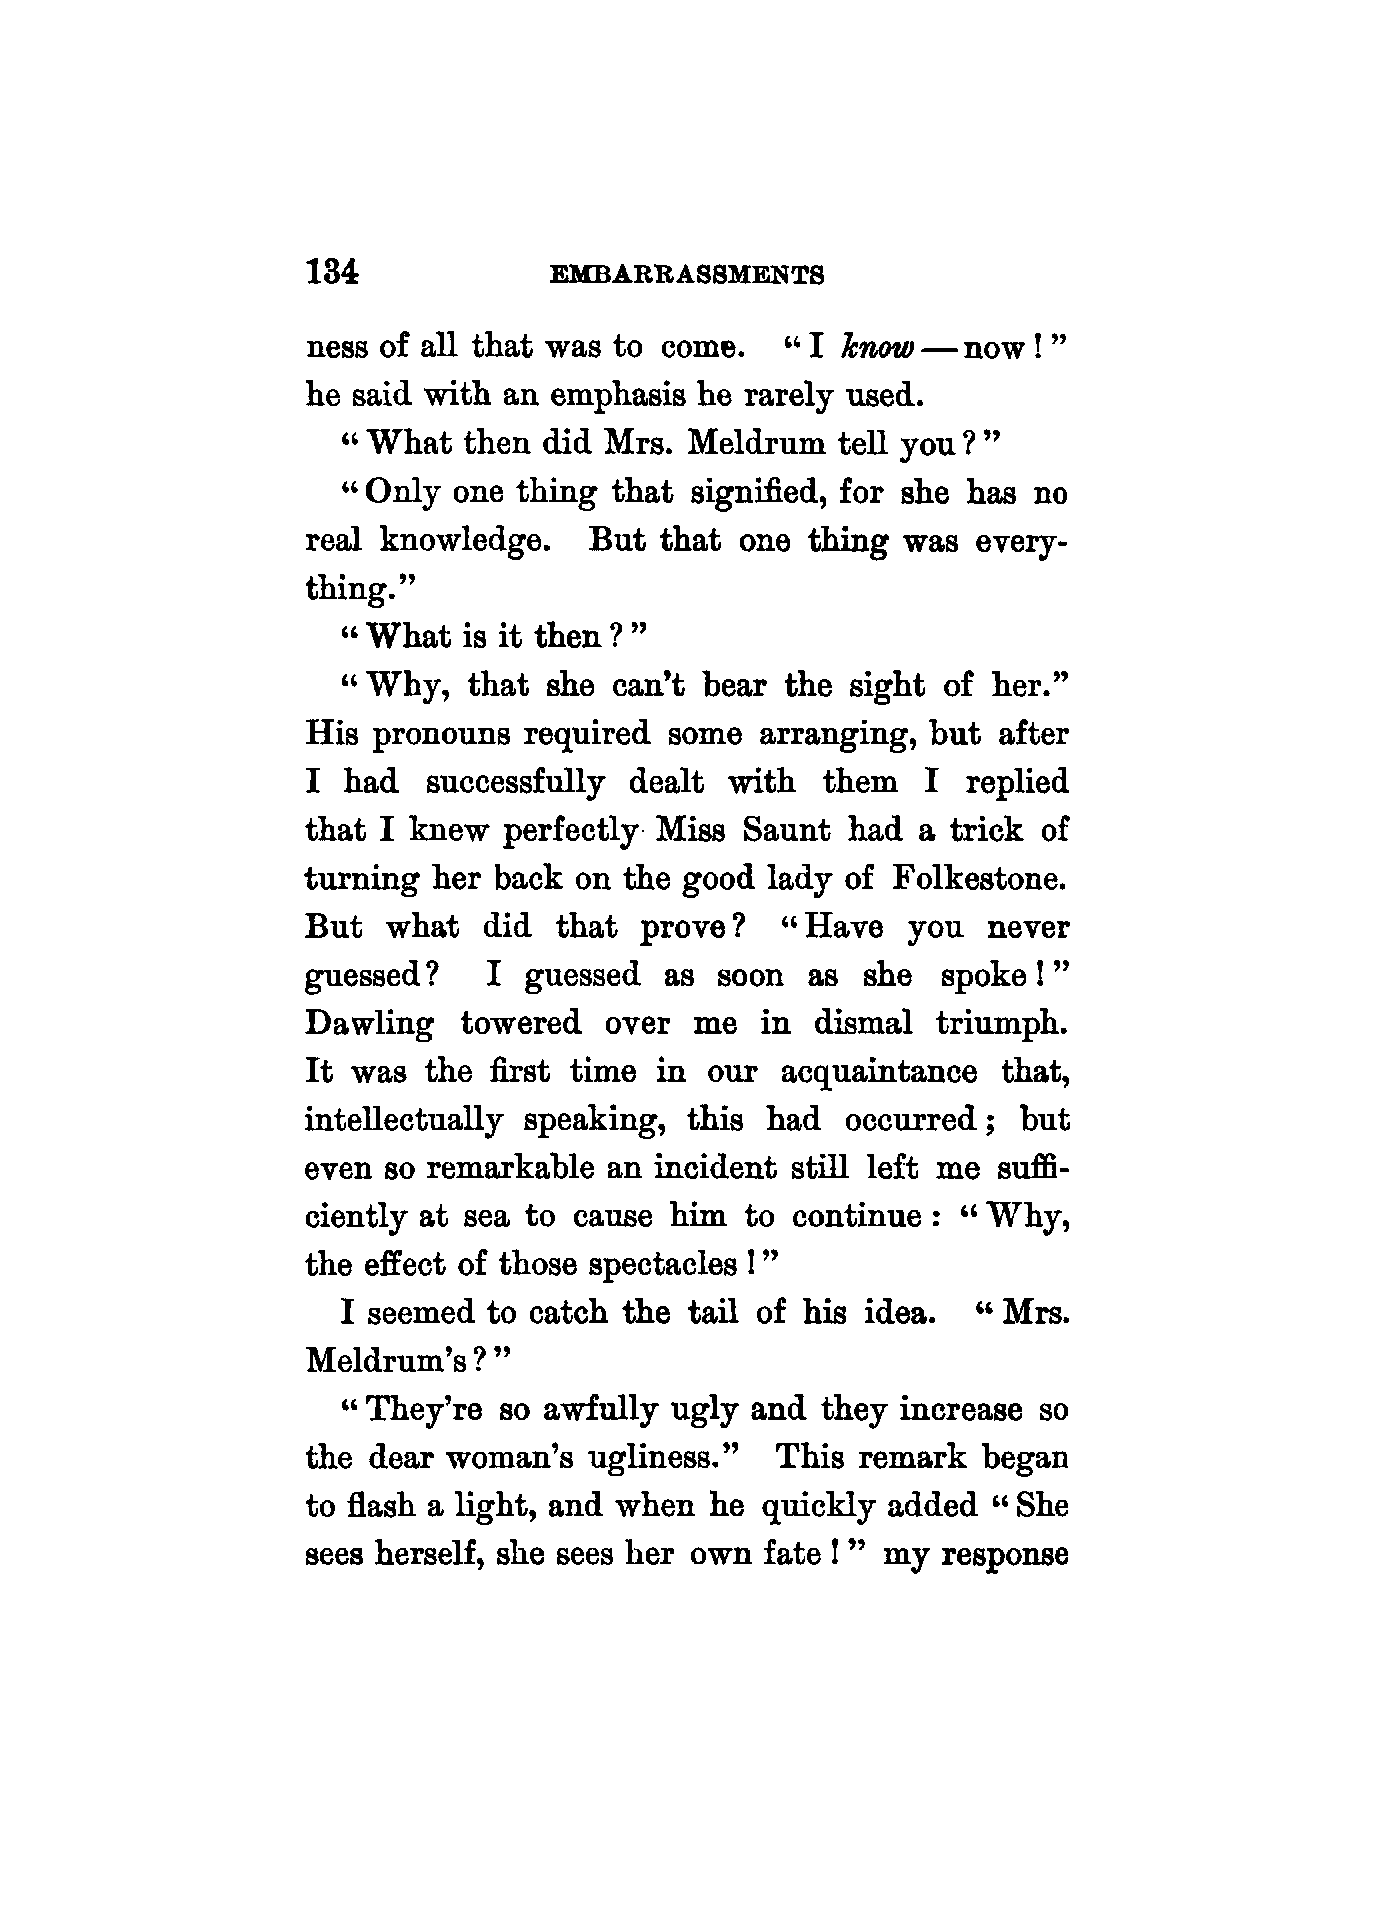 134 EMBARRASSMENTS
ness of all that was to come. “I know—now!”
he said with an emphasis he rarely used.
“What then did Mrs. Meldrum tell you?”
“Only one thing that signified, for she has no
real knowledge. But that one thing was every-
thing.”
“What is it then?”
“Why, that she can’t bear the sight of her.”
His pronouns required some arranging, but after
I had successfully dealt with them I replied
that I knew perfectly Miss Saunt had a trick of
turning her back on the good lady of Folkestone.
But what did that prove? “Have you never
guessed? I guessed as soon as she spoke!”
Dawling towered over me in dismal triumph.
It was the first time in our acquaintance that,
intellectually speaking, this had occurred; but
even so remarkable an incident still left me suffi-
ciently at sea to cause him to continue: “Why,
the effect of those spectacles!”
I seemed to catch the tail of his idea. “Mrs.
Meldrum’s?”
“They’re so awfully ugly and they increase so
the dear woman’s ugliness.” This remark began
to flash a light, and when he quickly added “She
sees herself, she sees her own fate!” my response